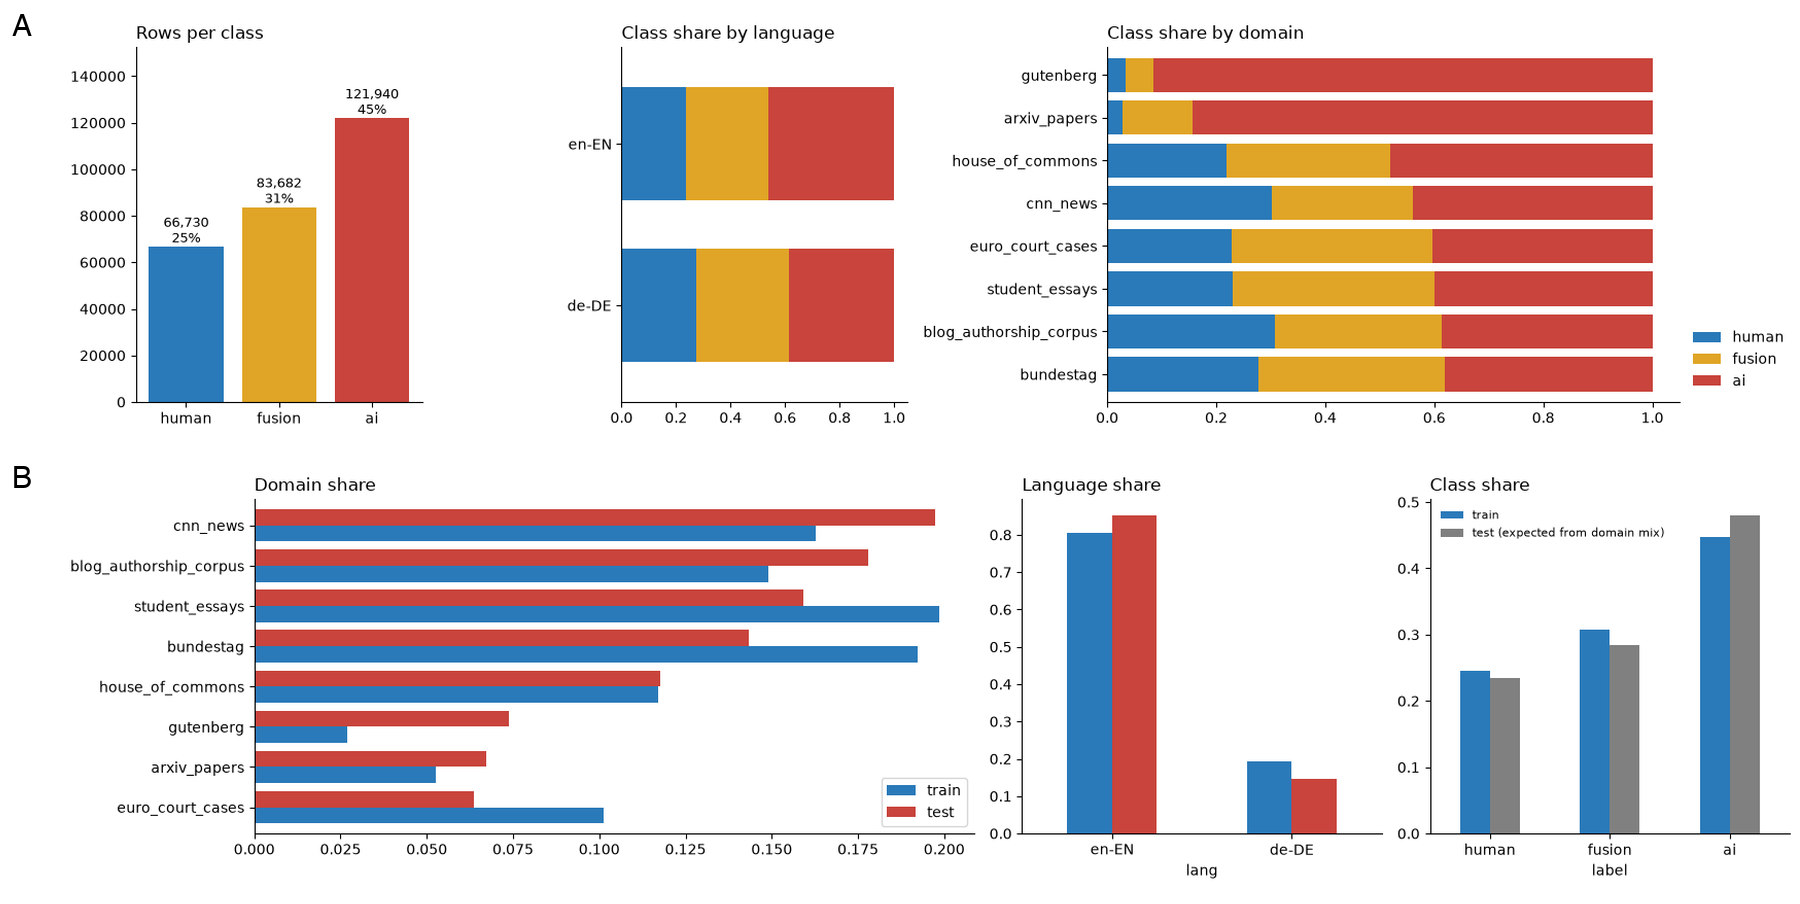 A
Rows per class
140000
120000
100000
80000
60000
40000
20000
0
66,730
25%
83,682
31%
121,940
45%
human
fusion
ai
Class share by language
en-EN
de-DE
0.0 0.2 0.4 0.6 0.8 1.0
Class share by domain
gutenberg
arxiv_papers
house_of_commons
cnn_news
euro_court_cases
student_essays
blog_authorship_corpus
bundestag
0.0 0.2 0.4 0.6 0.8 1.0
human
fusion
ai
B
Domain share
cnn_news
blog_authorship_corpus
student_essays
bundestag
house_of_commons
gutenberg
arxiv_papers
euro_court_cases
0.000 0.025 0.050 0.075 0.100 0.125 0.150 0.175 0.200
train
test
Language share
0.8
0.7
0.6
0.5
0.4
0.3
0.2
0.1
0.0
en-EN de-DE
lang
Class share
0.5
0.4
0.3
0.2
0.1
0.0
train
test (expected from domain mix)
human fusion ai
label